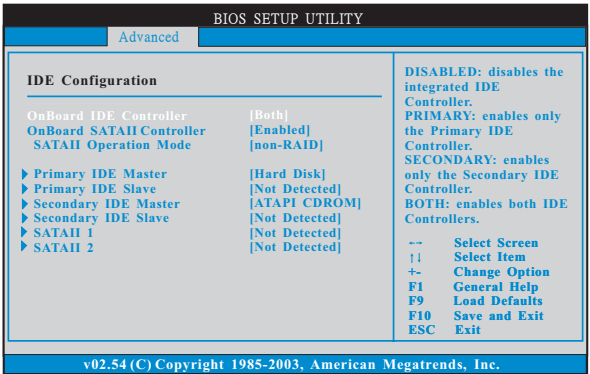 BIOS SETUP UTILITY
Advanced
IDE Configuration
OnBoard IDE Controller [Both]
OnBoard SATAII Controller [Enabled]
SATAII Operation Mode [non-RAID]
Primary IDE Master [Hard Disk]
Primary IDE Slave [Not Detected]
Secondary IDE Master [ATAPI CDROM]
Secondary IDE Slave [Not Detected]
SATAII 1 [Not Detected]
SATAII 2 [Not Detected]
DISABLED: disables the
integrated IDE
Controller.
PRIMARY: enables only
the Primary IDE
Controller.
SECONDARY: enables
only the Secondary IDE
Controller.
BOTH: enables both IDE
Controllers.
←→ Select Screen
↑↓ Select Item
+- Change Option
F1 General Help
F9 Load Defaults
F10 Save and Exit
ESC Exit
v02.54 (C) Copyright 1985-2003, American Megatrends, Inc.